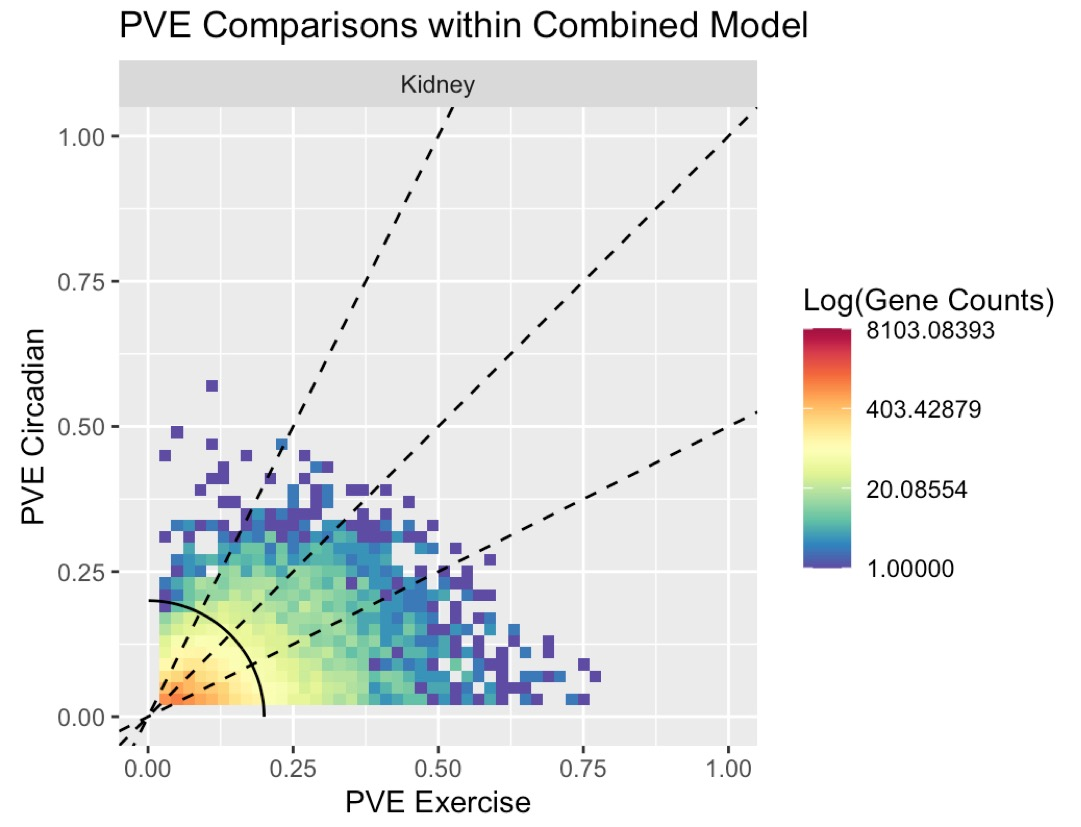 PVE Comparisons within Combined Model
Kidney
PVE Circadian
1.00
0.75
0.50
0.25
0.00
0.00 0.25 0.50 0.75 1.00
PVE Exercise
Log(Gene Counts)
8103.08393
403.42879
20.08554
1.00000